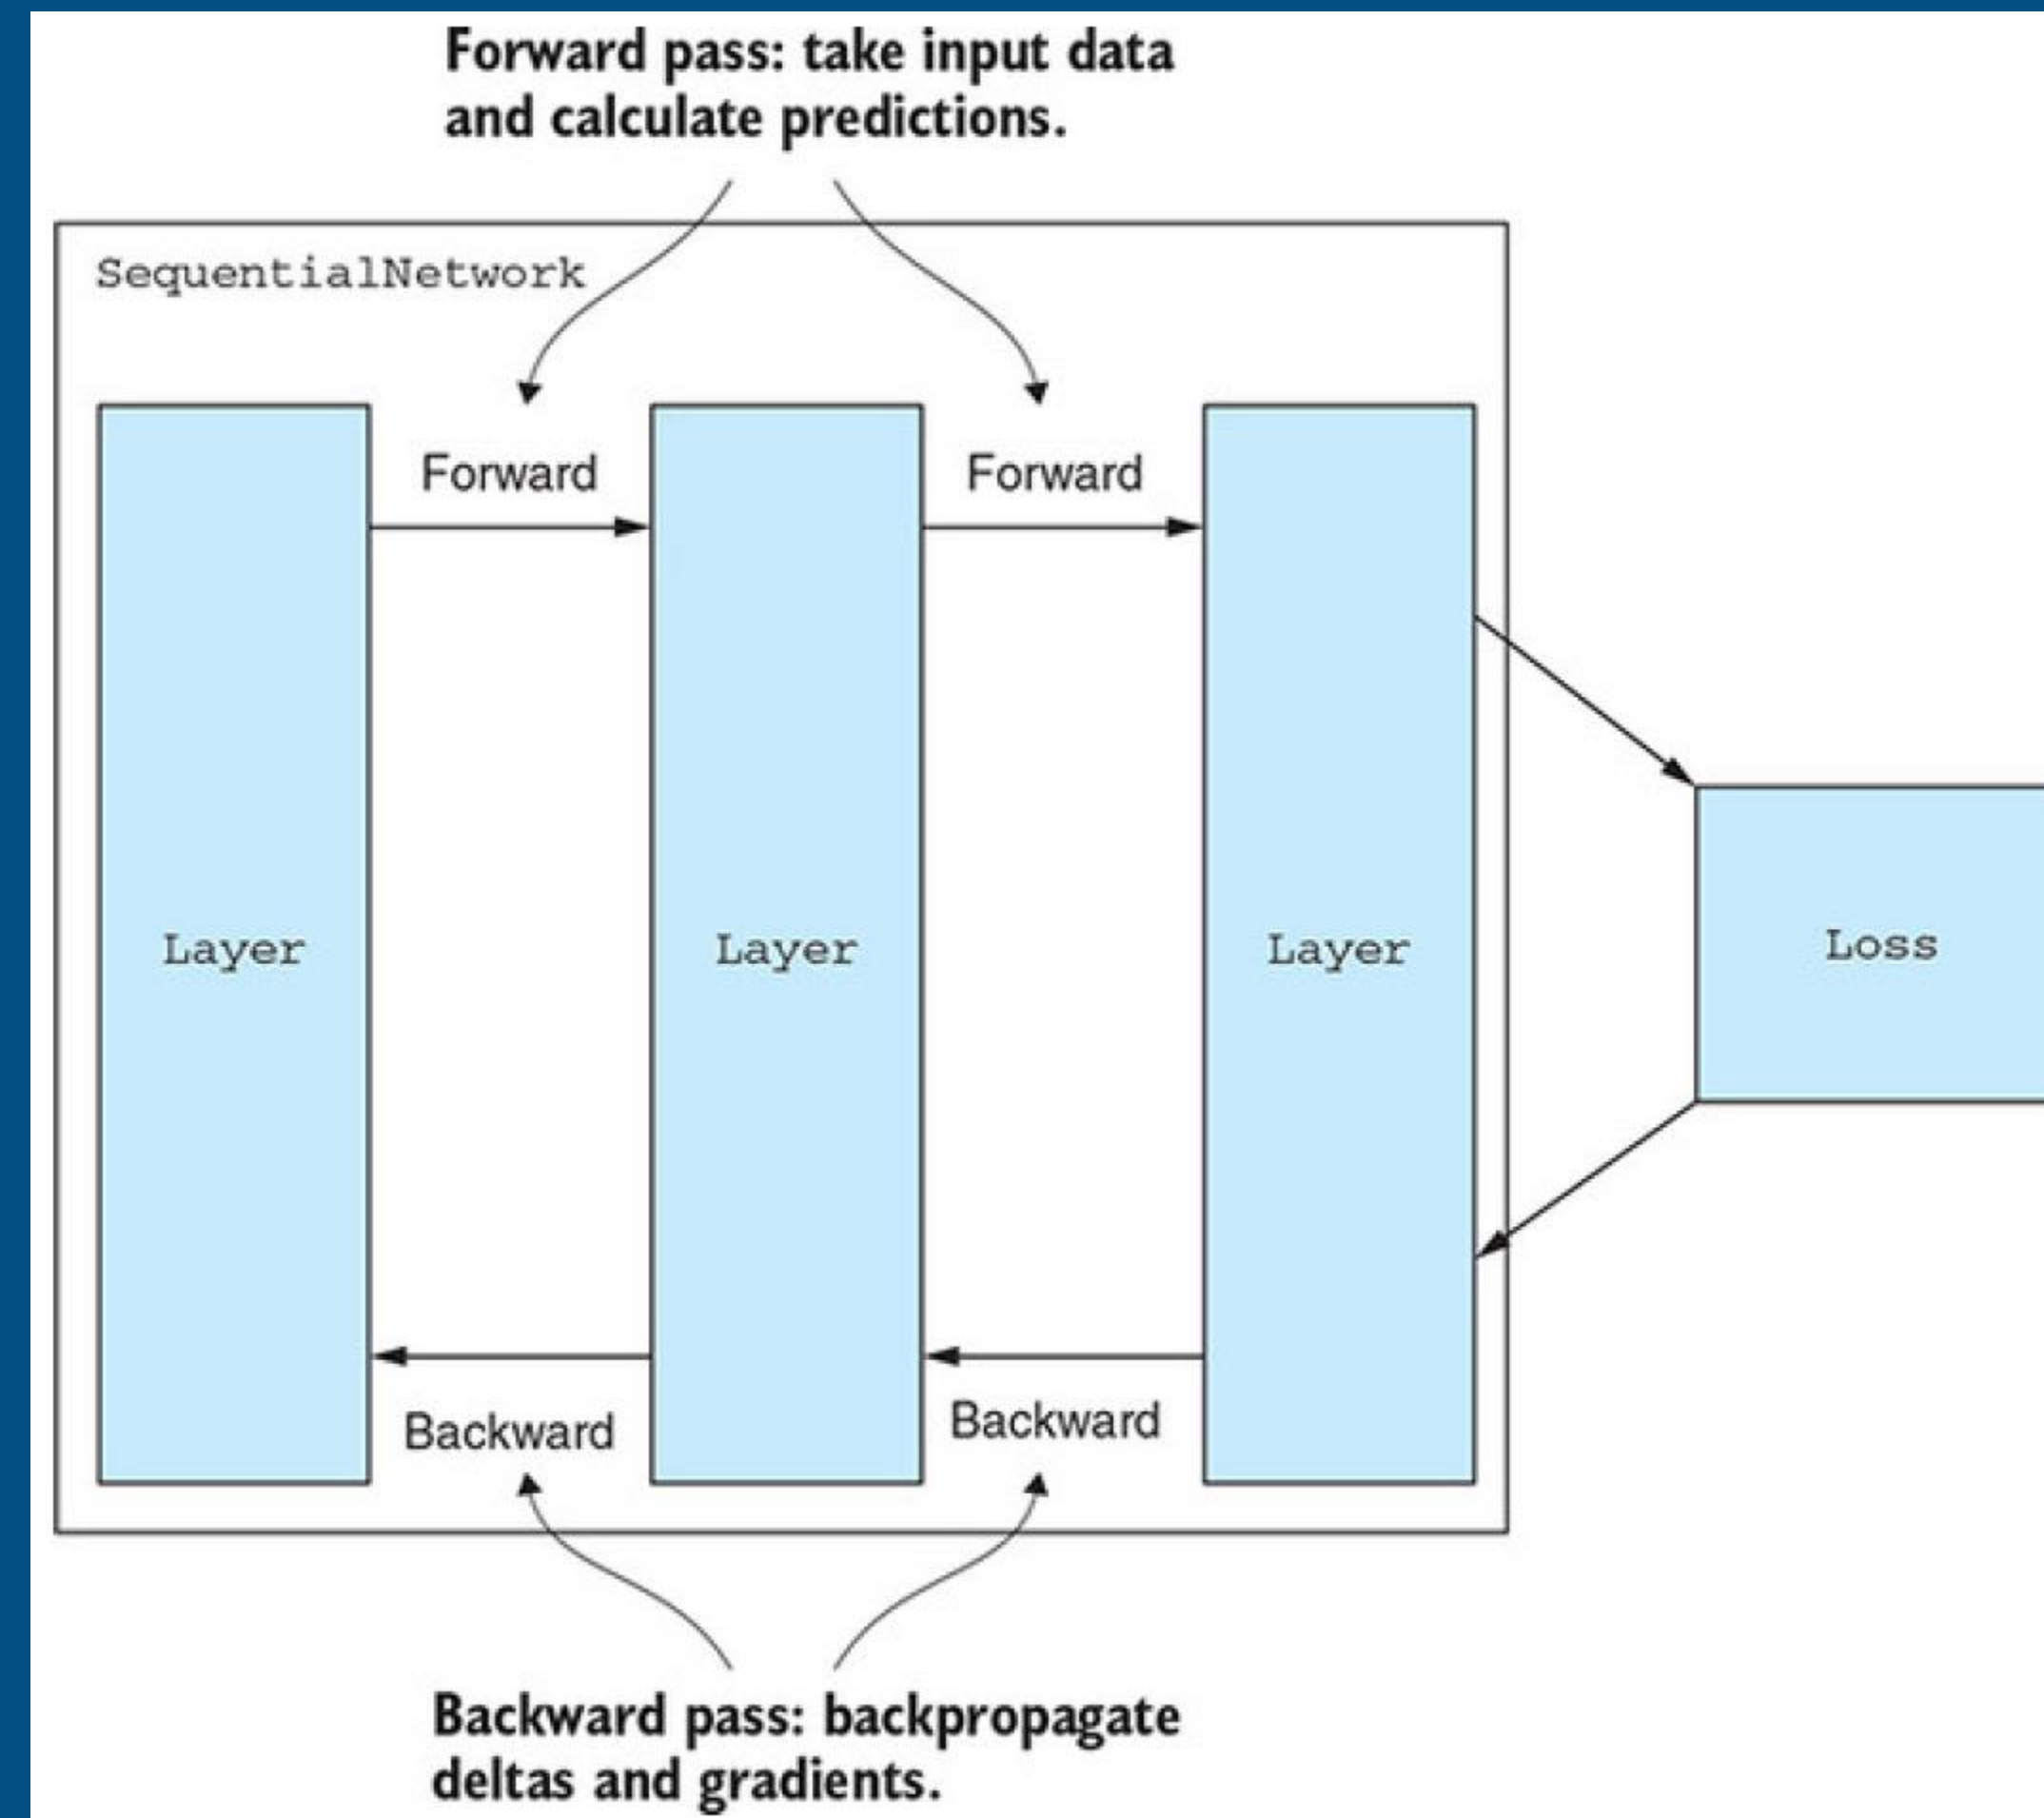 Forward pass: take input data
and calculate predictions.
SequentialNetwork
Forward
Forward
Layer
Layer
Layer
Loss
Backward
Backward
Backward pass: backpropagate
deltas and gradients.